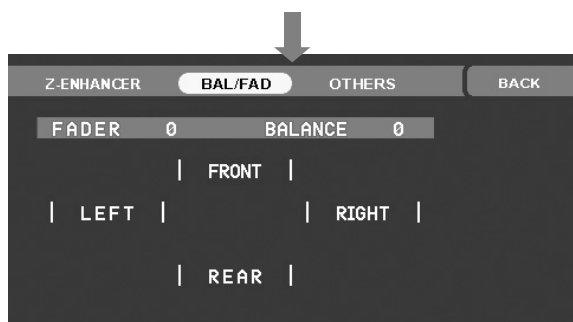 Z-ENHANCER BAL/FAD OTHERS BACK
FADER 0 BALANCE 0
FRONT
LEFT RIGHT
REAR